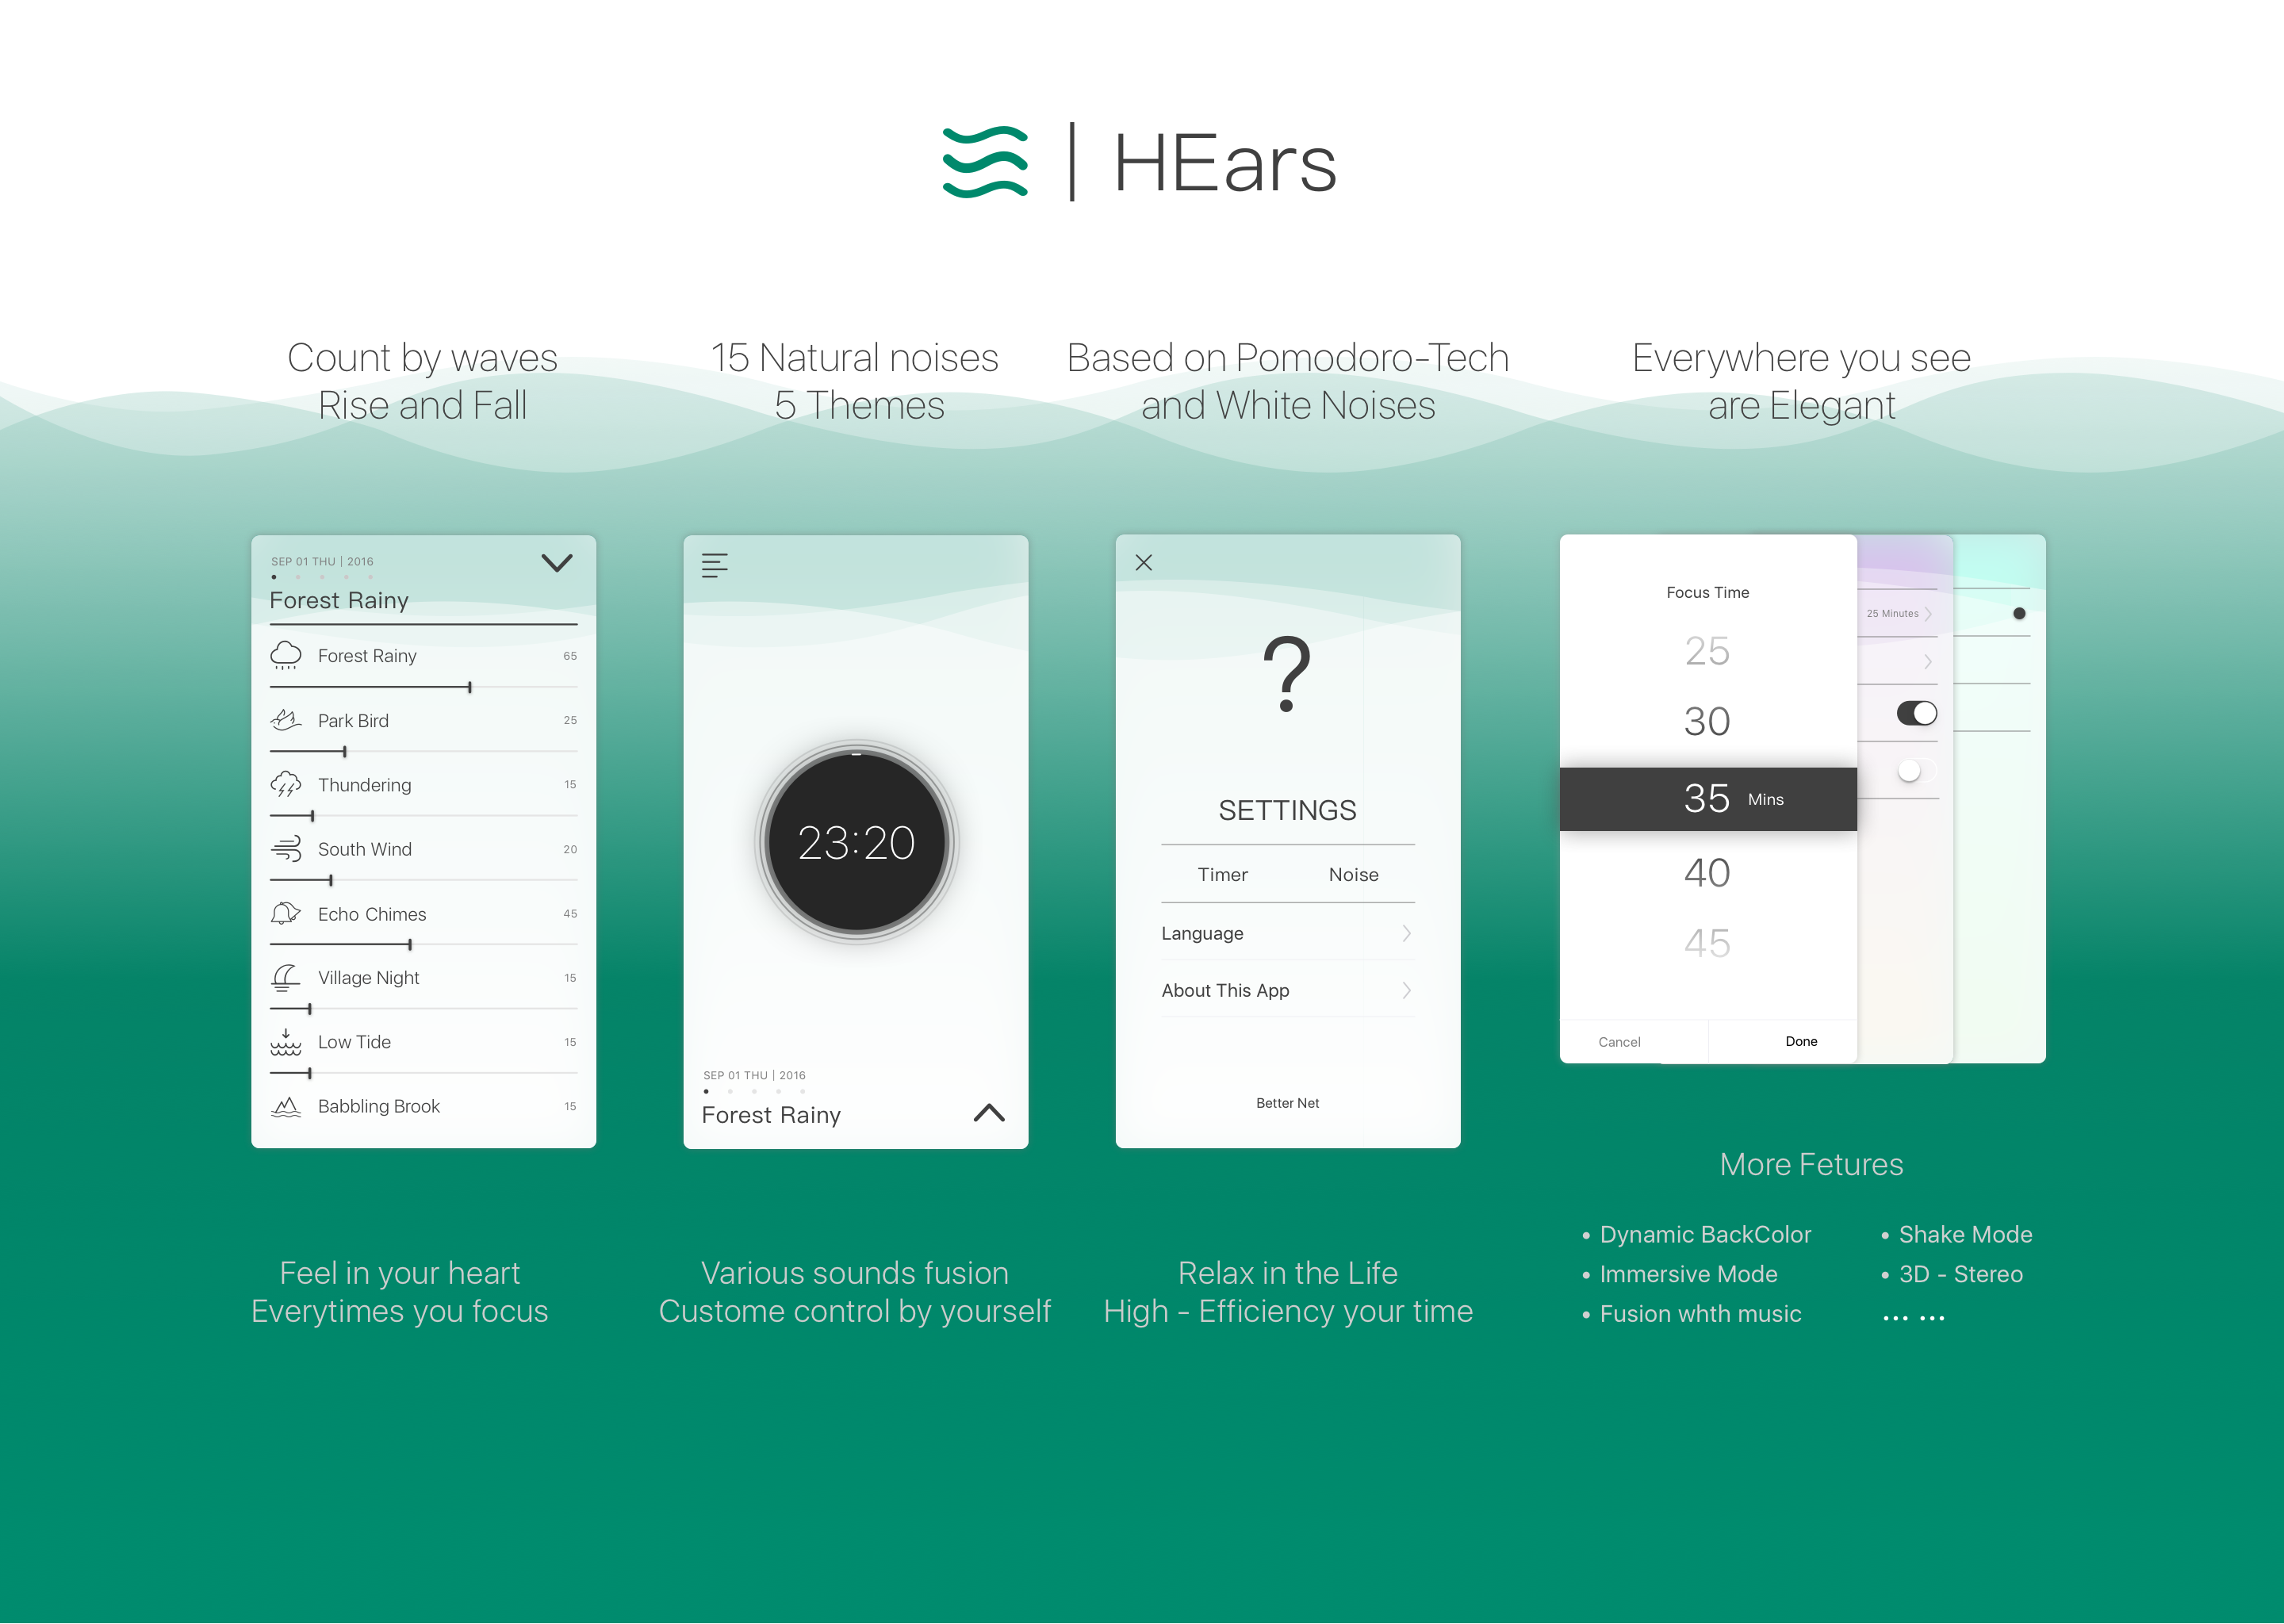 HEars
Count by waves
Rise and Fall
15 Natural noises
5 Themes
Based on Pomodoro-Tech
and White Noises
Everywhere you see
are Elegant
SEP 01 THU | 2016
Forest Rainy
Forest Rainy 65
Park Bird 25
Thundering 15
South Wind 20
Echo Chimes 45
Village Night 15
Low Tide 15
Babbling Brook 15
23:20
SEP 01 THU | 2016
Forest Rainy
?
SETTINGS
Timer Noise
Language
About This App
Better Net
Focus Time
25
30
35 Mins
40
45
Cancel Done
25 Minutes
Feel in your heart
Everytimes you focus
Various sounds fusion
Custome control by yourself
Relax in the Life
High - Efficiency your time
More Fetures
• Dynamic BackColor
• Immersive Mode
• Fusion whth music
• Shake Mode
• 3D - Stereo
... ...